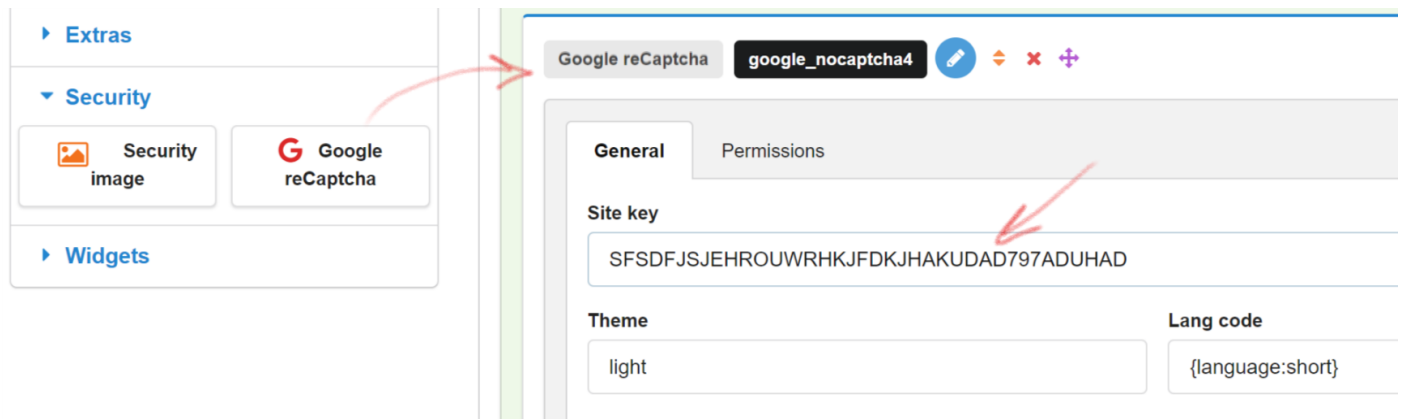 Extras
Security
Security
image
Google
reCaptcha
Widgets
Google reCaptcha google_nocaptcha4
General Permissions
Site key
SFSDFJSJEHROUWRHKJFDKJHAKUDAD797ADUHAD
Theme Lang code
light {language:short}